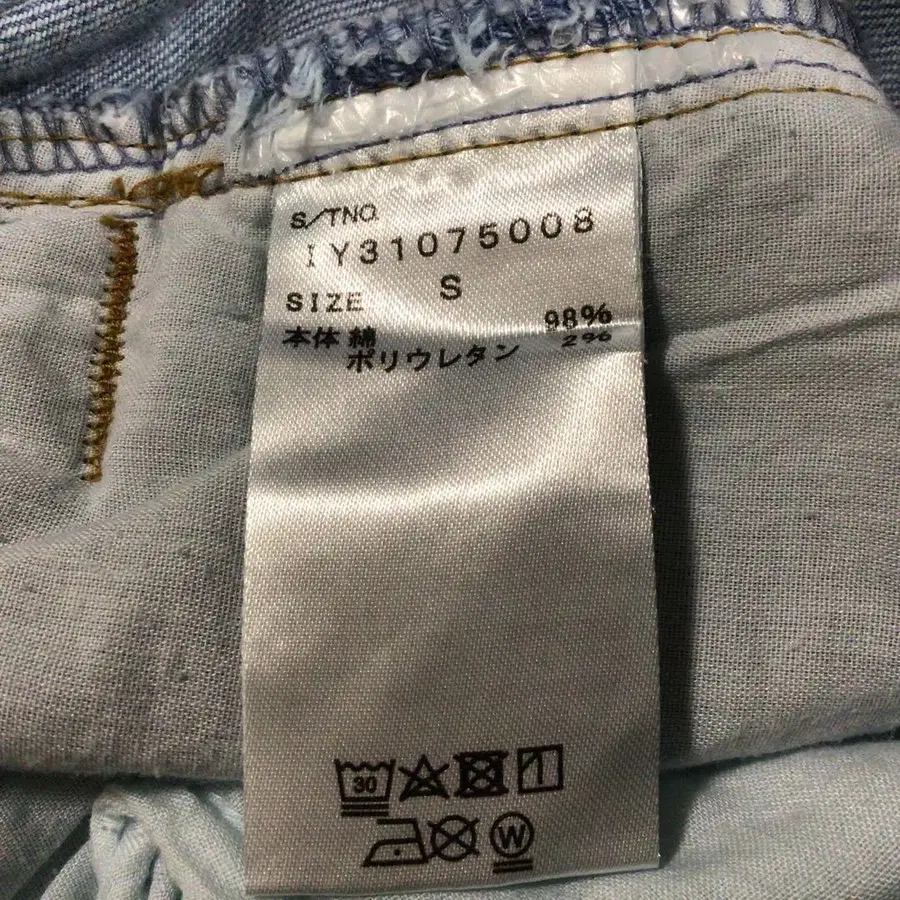 S/TNO.
IY31075008
SIZE S
本体 綿 98%
ポリウレタン 2%
30
W